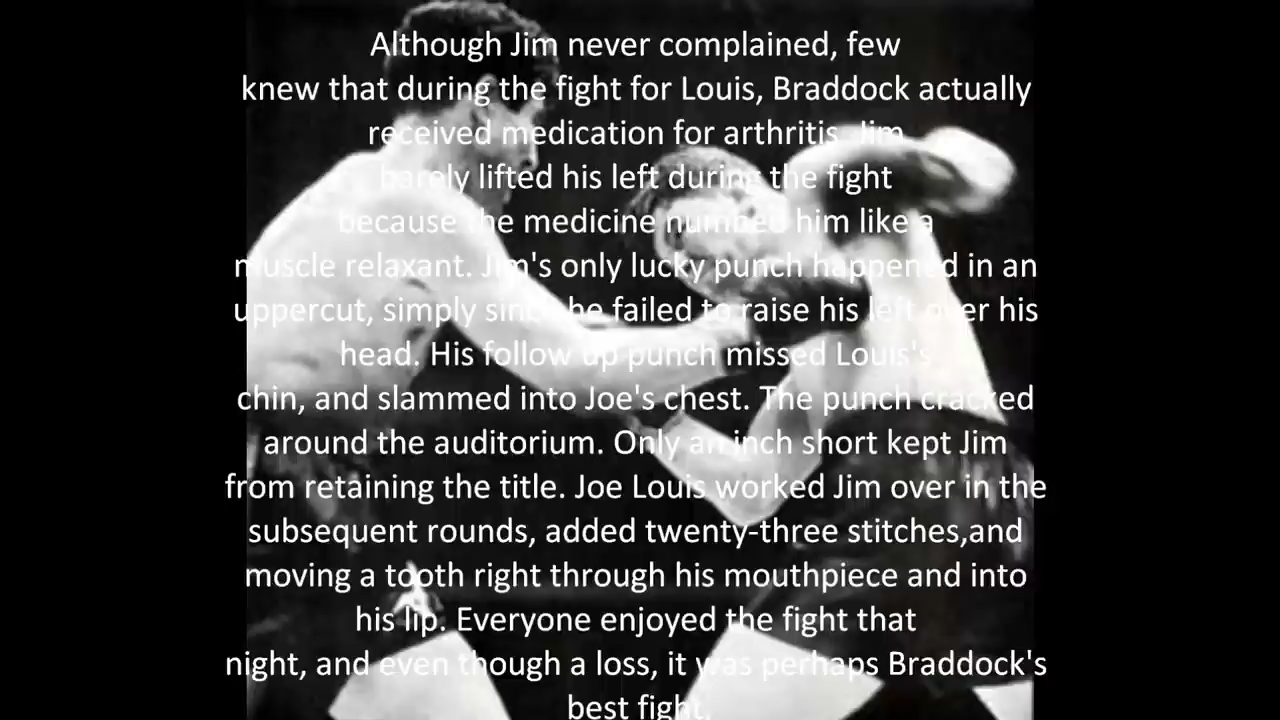 Although Jim never complained, few
knew that during the fight for Louis, Braddock actually
received medication for arthritis. Jim
barely lifted his left during the fight
because the medicine numbed him like a
muscle relaxant. Jim's only lucky punch happened in an
uppercut, simply since he failed to raise his left over his
head. His follow up punch missed Louis's
chin, and slammed into Joe's chest. The punch cracked
around the auditorium. Only an inch short kept Jim
from retaining the title. Joe Louis worked Jim over in the
subsequent rounds, added twenty-three stitches,and
moving a tooth right through his mouthpiece and into
his lip. Everyone enjoyed the fight that
night, and even though a loss, it was perhaps Braddock's
best fight.